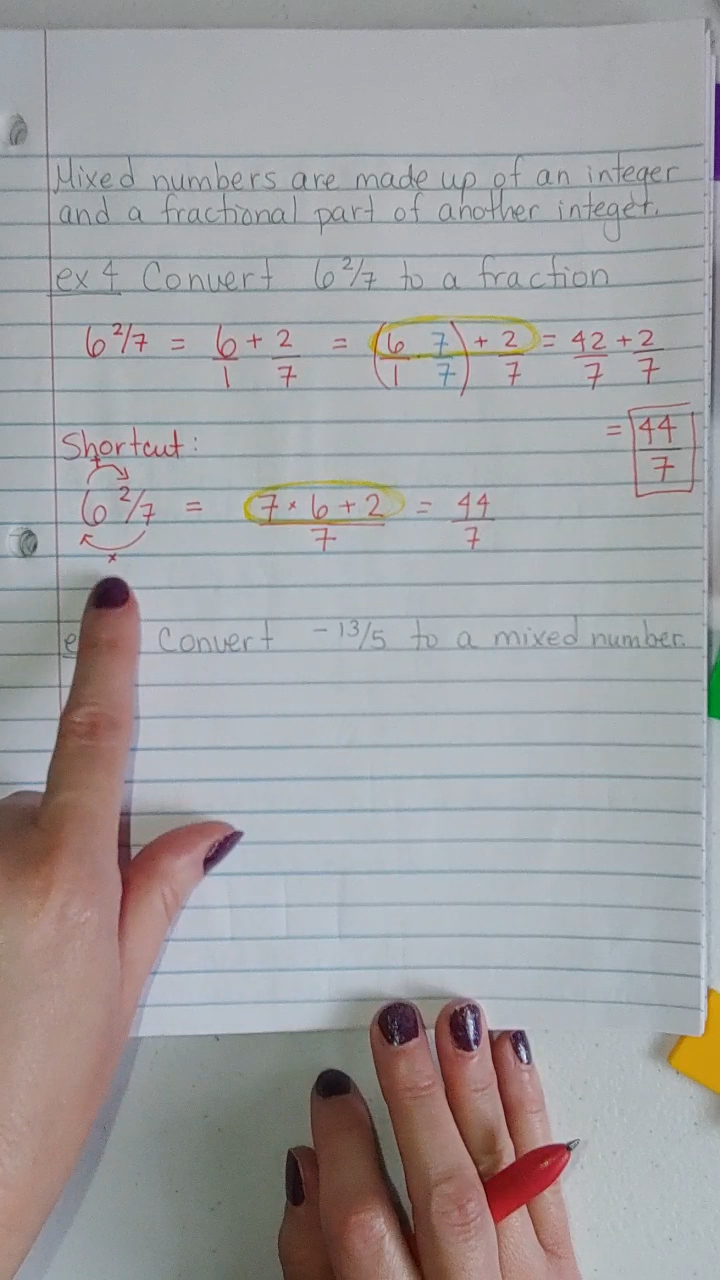 Mixed numbers are made up of an integer
and a fractional part of another integer.
ex 4 Convert 6 2/7 to a fraction
6 2/7 = 6/1 + 2/7 = (6/1 7/7) + 2/7 = 42/7 + 2/7
= 44/7
Shortcut:
6 2/7 = 7 × 6 + 2/7 = 44/7
×
Convert -13/5 to a mixed number.